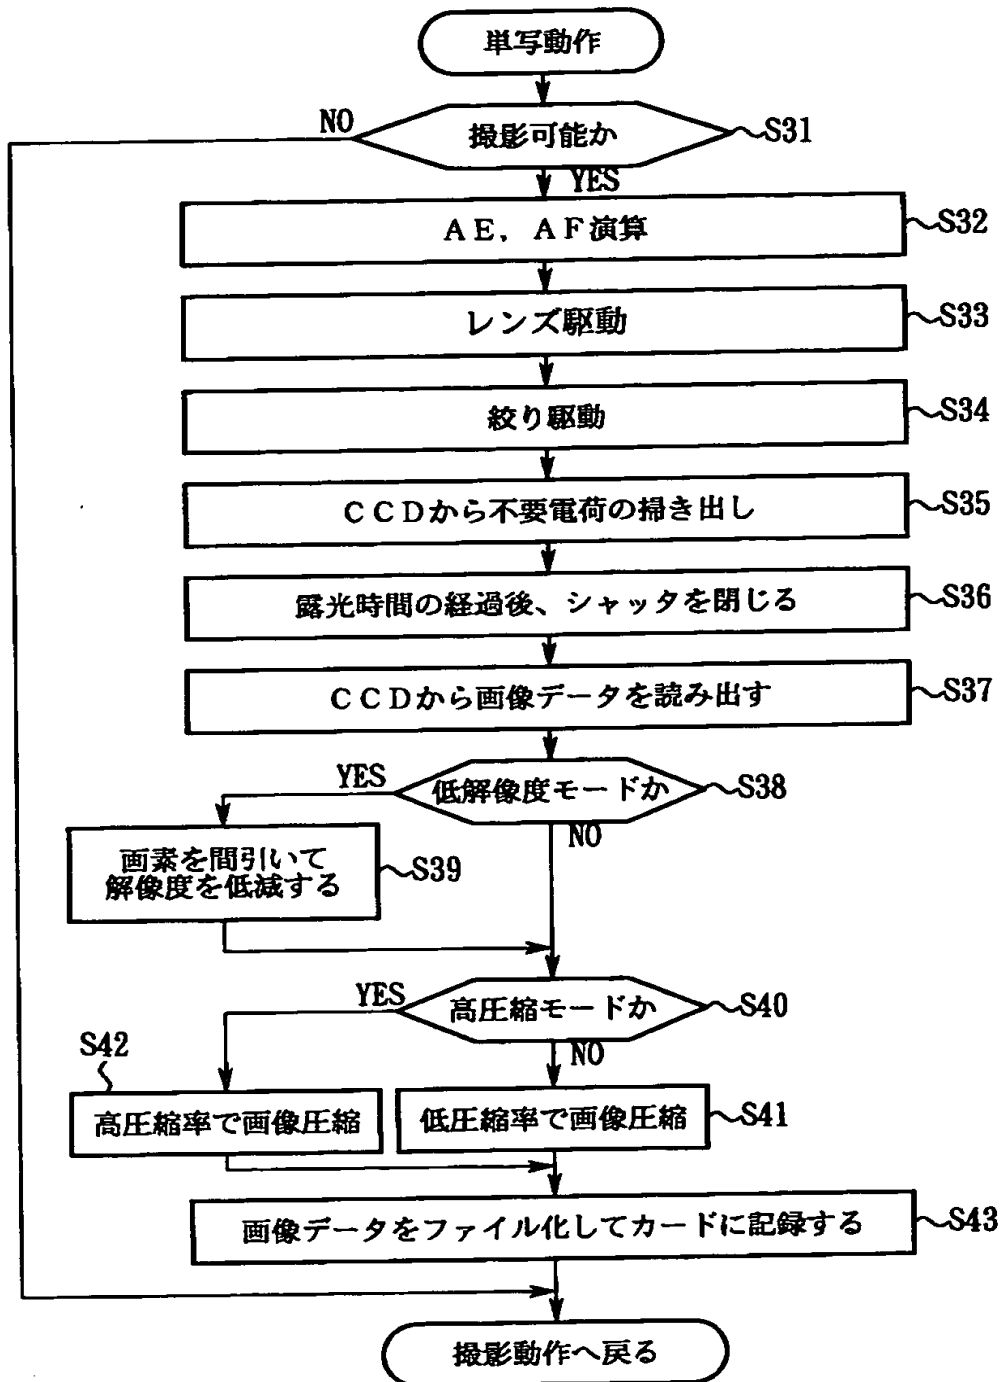 単写動作
NO
撮影可能か
S31
YES
ＡＥ，ＡＦ演算
S32
レンズ駆動
S33
絞り駆動
S34
ＣＣＤから不要電荷の掃き出し
S35
露光時間の経過後、シャッタを閉じる
S36
ＣＣＤから画像データを読み出す
S37
YES
低解像度モードか
S38
NO
画素を間引いて
解像度を低減する
S39
YES
高圧縮モードか
S40
NO
S42
高圧縮率で画像圧縮
低圧縮率で画像圧縮
S41
画像データをファイル化してカードに記録する
S43
撮影動作へ戻る